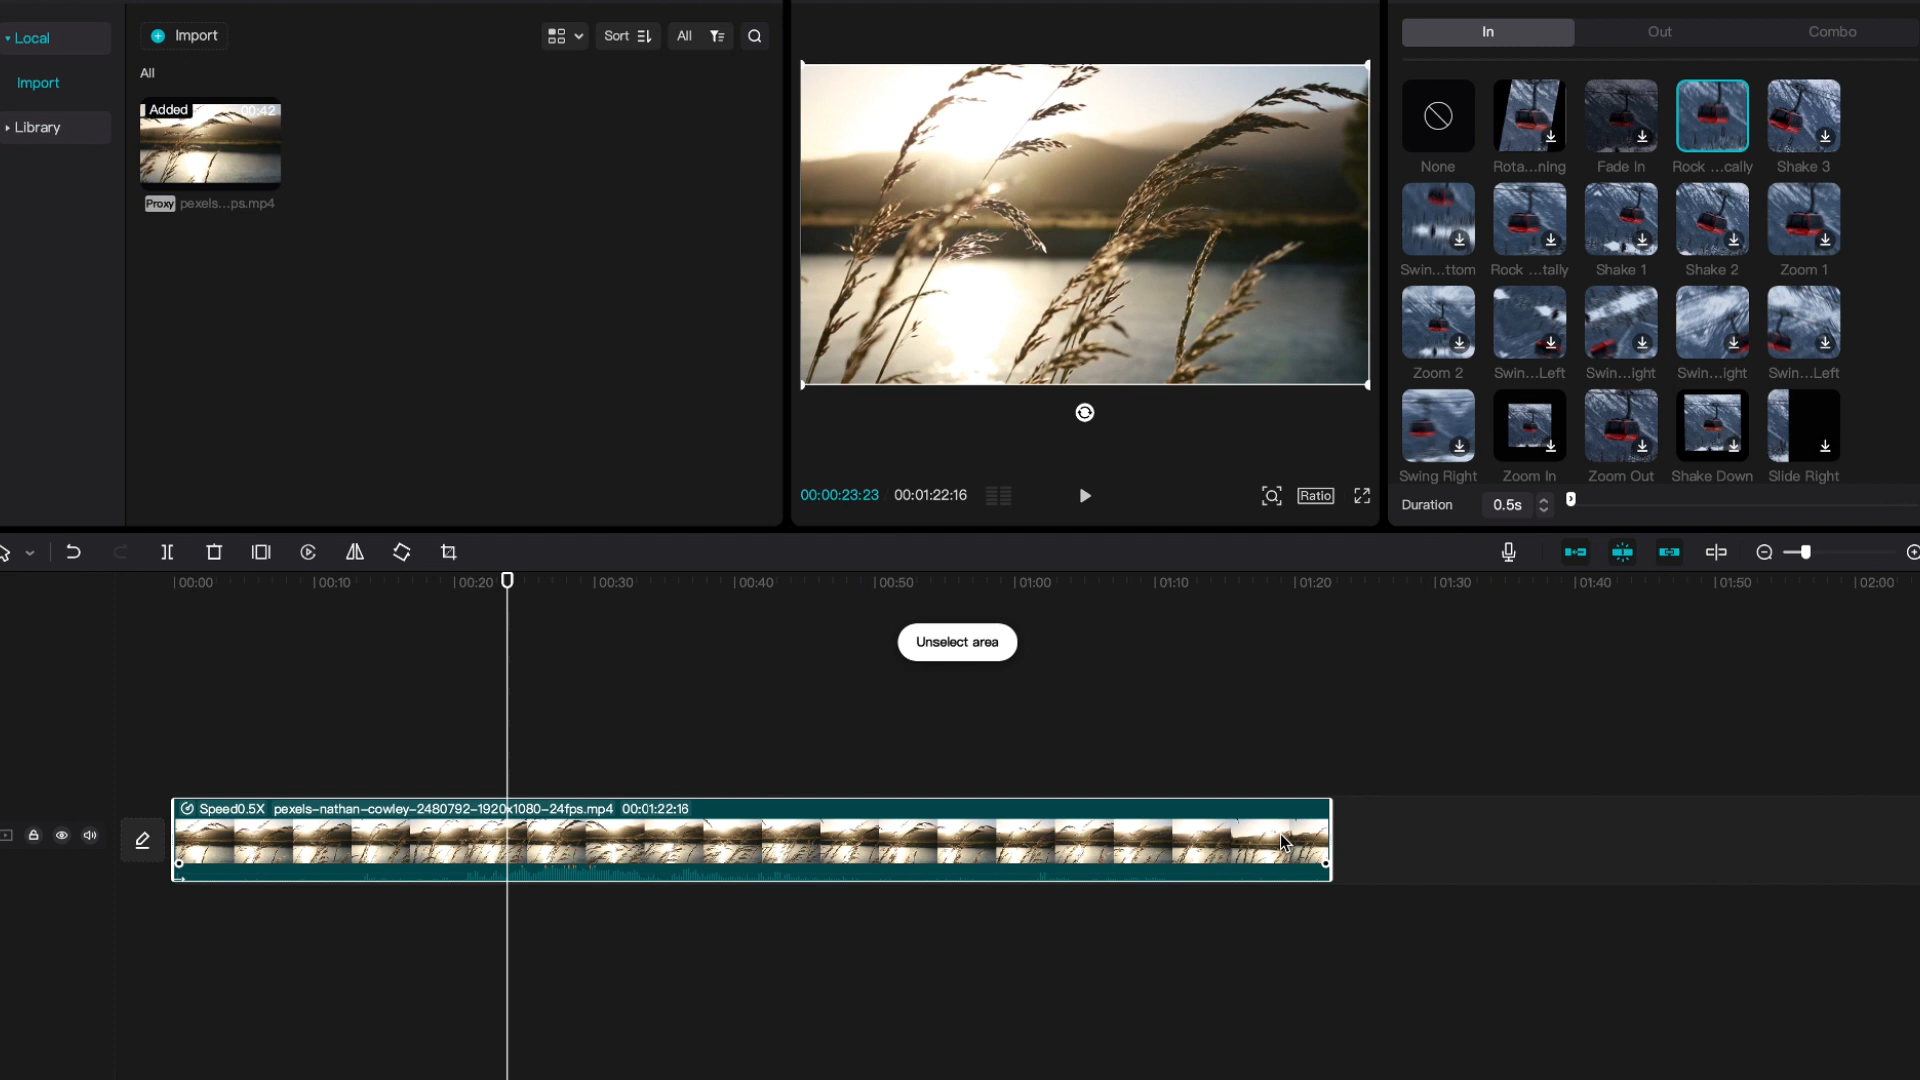 Local
Import
Library
Import
Sort
All
All
Added
00:42
Proxy
pexels...ps.mp4
00:00:23:23
00:01:22:16
Ratio
In
Out
Combo
None
Rota...ning
Fade In
Rock ...cally
Shake 3
Swin...ttom
Rock ...tally
Shake 1
Shake 2
Zoom 1
Zoom 2
Swin...Left
Swin...ight
Swin...ight
Swin...Left
Swing Right
Zoom In
Zoom Out
Shake Down
Slide Right
Duration
0.5s
00:00
00:10
00:20
00:30
00:40
00:50
01:00
01:10
01:20
01:30
01:40
01:50
02:00
Unselect area
Speed0.5X pexels-nathan-cowley-2480792-1920x1080-24fps.mp4 00:01:22:16